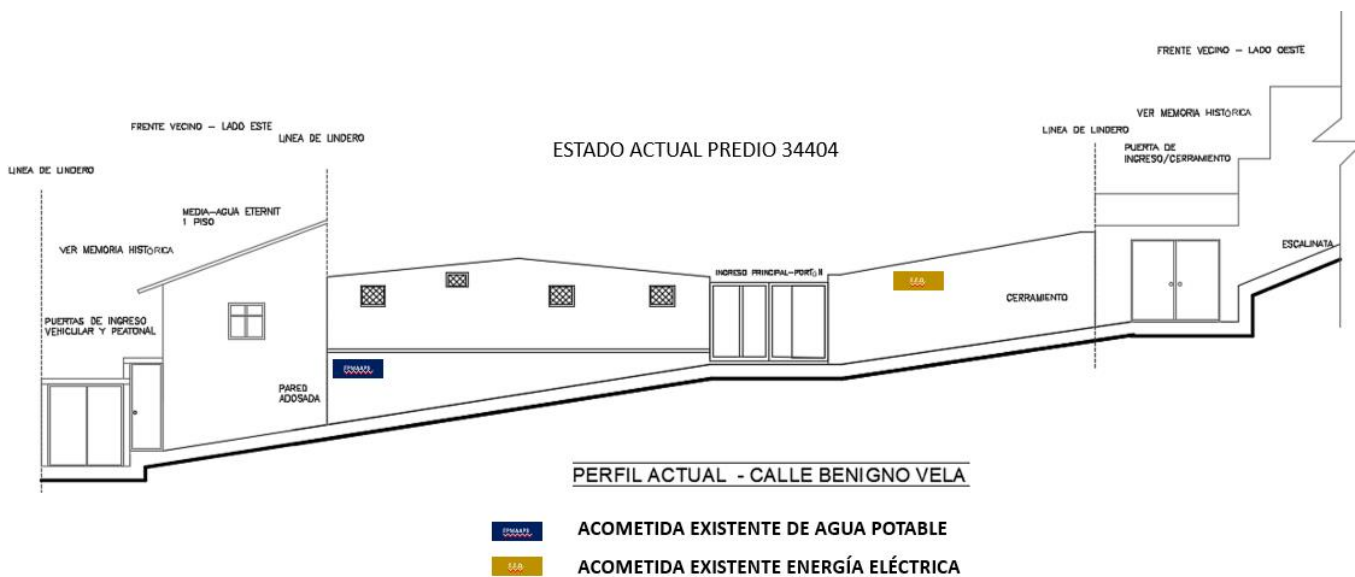 FRENTE VECINO – LADO OESTE
FRENTE VECINO – LADO ESTE
LINEA DE LINDERO
ESTADO ACTUAL PREDIO 34404
LINEA DE LINDERO
VER MEMORIA HISTÓRICA
PUERTA DE
INGRESO/CERRAMIENTO
LINEA DE LINDERO
MEDIA–AGUA ETERNIT
1 PISO
VER MEMORIA HISTÓRICA
ESCALINATA
INGRESO PRINCIPAL–PORTÓN
EEQ
CERRAMIENTO
PUERTAS DE INGRESO
VEHICULAR Y PEATONAL
EPMAAPS
PARED
ADOSADA
PERFIL ACTUAL - CALLE BENIGNO VELA
EPMAAPS
ACOMETIDA EXISTENTE DE AGUA POTABLE
EEQ
ACOMETIDA EXISTENTE ENERGÍA ELÉCTRICA